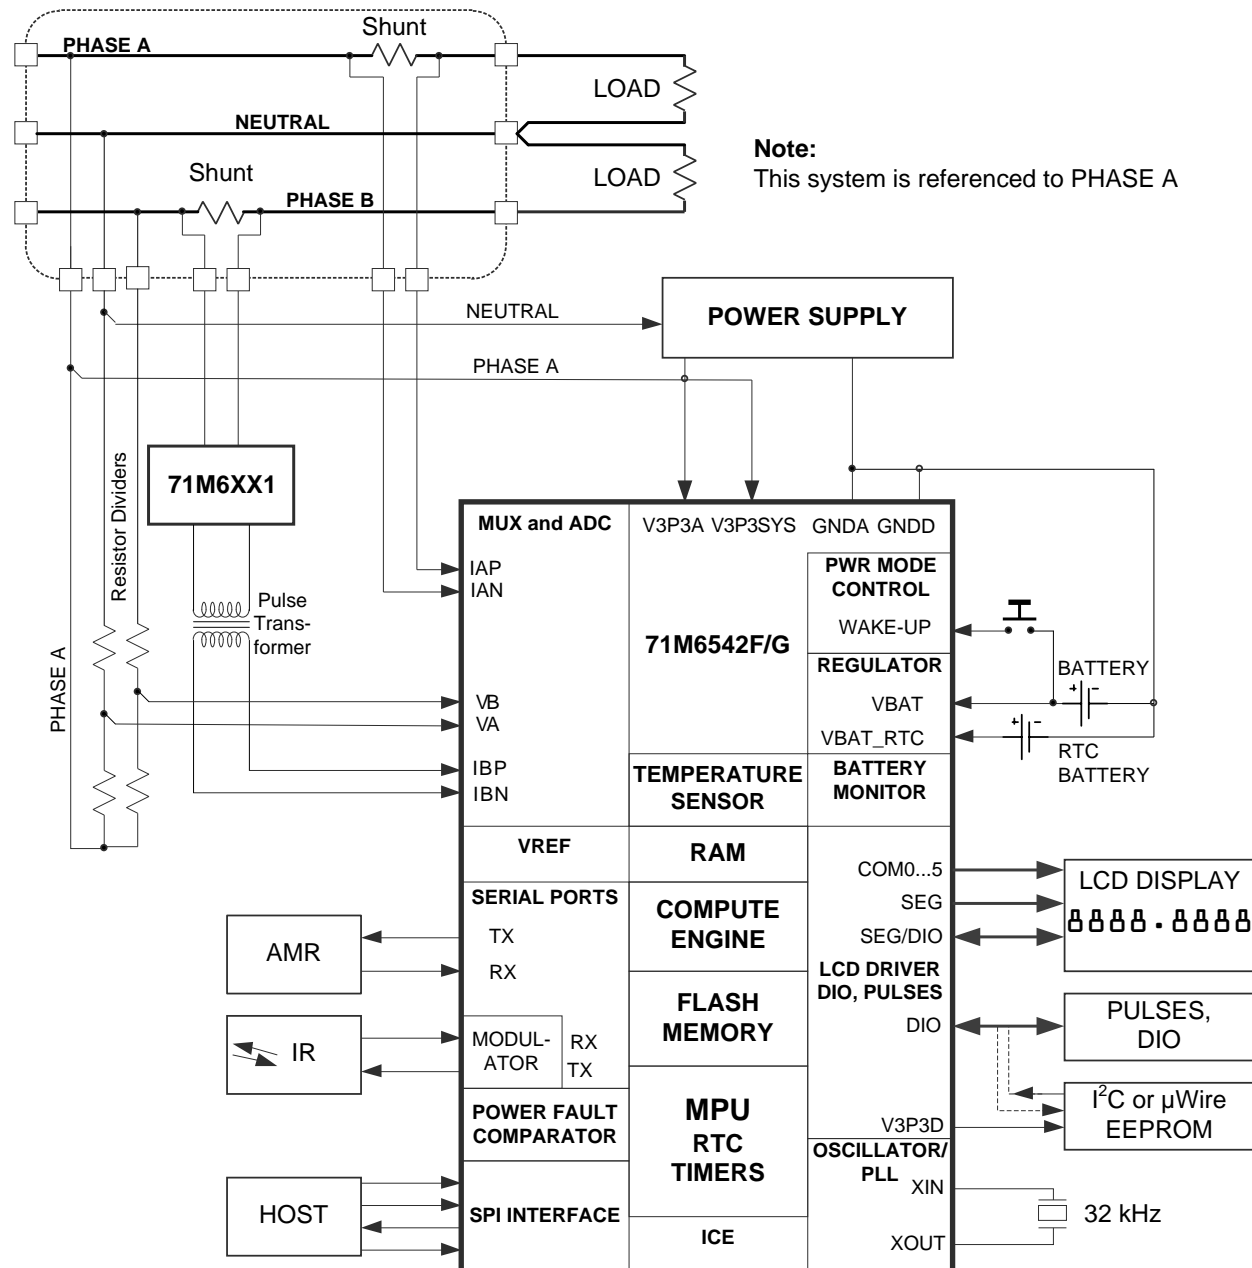 Shunt
PHASE A
LOAD
NEUTRAL
Note:
This system is referenced to PHASE A
Shunt
LOAD
PHASE B
NEUTRAL
POWER SUPPLY
PHASE A
71M6XX1
Resistor Dividers
PHASE A
Pulse
Trans-
former
MUX and ADC
V3P3A V3P3SYS GNDA GNDD
IAP
IAN
PWR MODE
CONTROL
WAKE-UP
71M6542F/G
REGULATOR
BATTERY
VB
VA
VBAT
VBAT_RTC
RTC
BATTERY
IBP
IBN
TEMPERATURE
SENSOR
BATTERY
MONITOR
VREF
RAM
COM0...5
SEG
SEG/DIO
LCD DISPLAY
SERIAL PORTS
TX
RX
AMR
COMPUTE
ENGINE
LCD DRIVER
DIO, PULSES
DIO
PULSES,
DIO
FLASH
MEMORY
IR
MODUL-
ATOR
RX
TX
I²C or µWire
EEPROM
V3P3D
POWER FAULT
COMPARATOR
MPU
RTC
TIMERS
OSCILLATOR/
PLL
XIN
32 kHz
XOUT
HOST
SPI INTERFACE
ICE